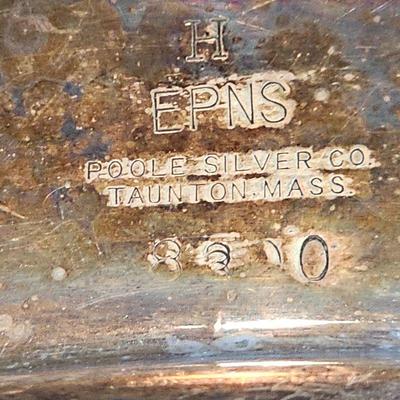 H
EPNS
POOLE SILVER CO.
TAUNTON, MASS.